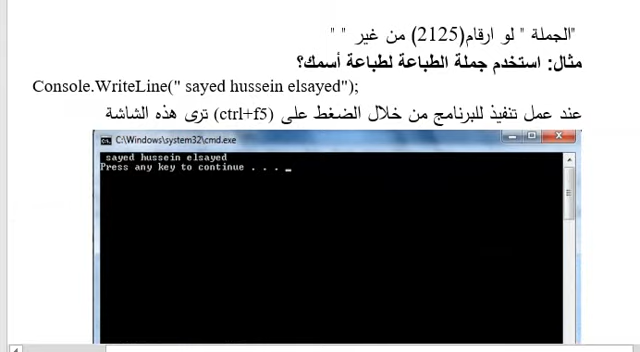 "الجملة " لو ارقام(2125) من غير " "
مثال: استخدم جملة الطباعة لطباعة أسمك؟
Console.WriteLine(" sayed hussein elsayed");
عند عمل تنفيذ للبرنامج من خلال الضغط على (ctrl+f5) ترى هذه الشاشة
C:\Windows\system32\cmd.exe
sayed hussein elsayed
Press any key to continue . . . _